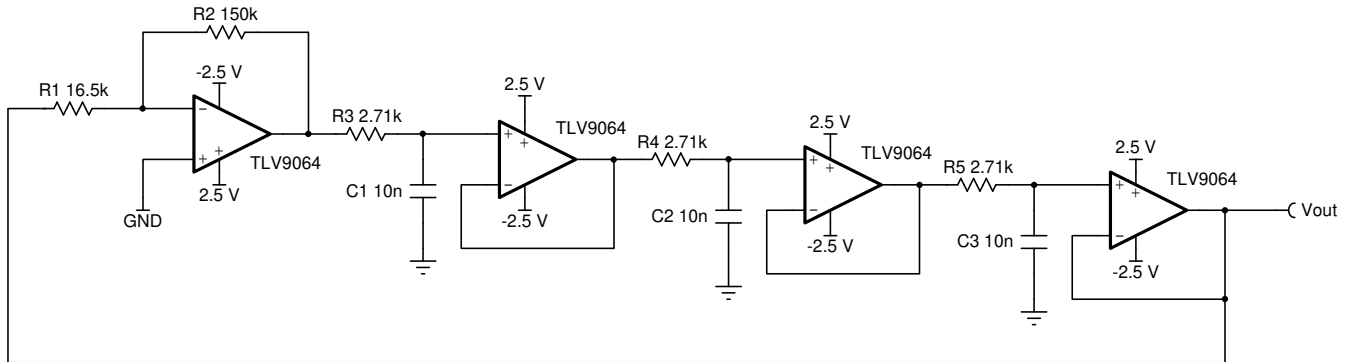 R2 150k
-2.5 V
R1 16.5k
−
+
+
TLV9064
2.5 V
GND
R3 2.71k
C1 10n
2.5 V
+
+
−
TLV9064
-2.5 V
R4 2.71k
C2 10n
2.5 V
+
+
−
TLV9064
-2.5 V
R5 2.71k
C3 10n
2.5 V
+
+
−
TLV9064
-2.5 V
Vout